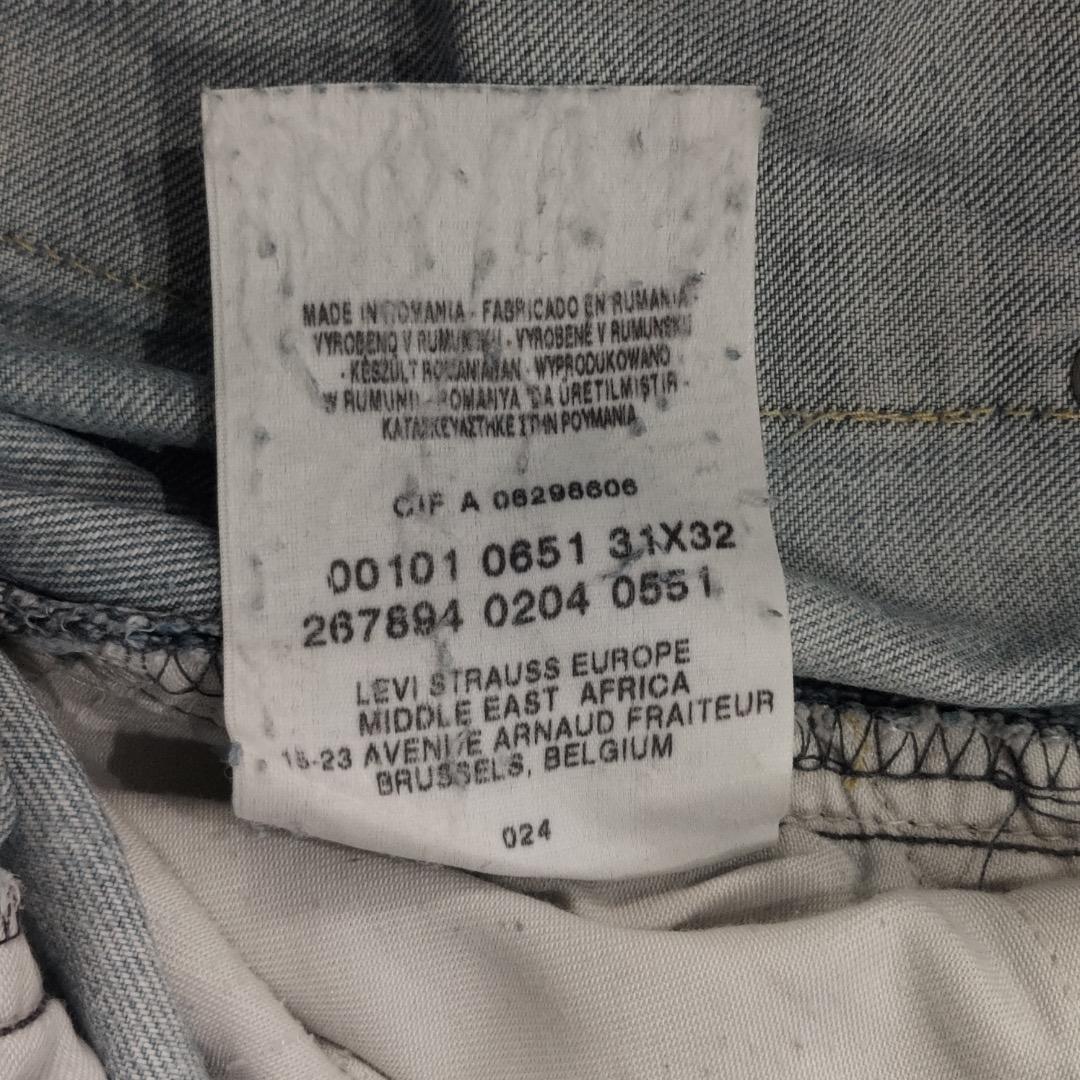 MADE IN ROMANIA - FABRICADO EN RUMANIA -
VYROBENO V RUMUNSKU - VYROBENÉ V RUMUNSKU
- KÉSZÜLT ROMÁNIÁBAN - WYPRODUKOWANO
W RUMUNII - ROMANYA 'DA ÜRETILMISTIR -
ΚΑΤΑΣΚΕΥΑΣΤΗΚΕ ΣΤΗΝ ΡΟΥΜΑΝΙΑ
CIF A 08298606
00101 0651 31X32
267894 0204 0551
LEVI STRAUSS EUROPE
MIDDLE EAST AFRICA
15-23 AVENUE ARNAUD FRAITEUR
BRUSSELS, BELGIUM
024